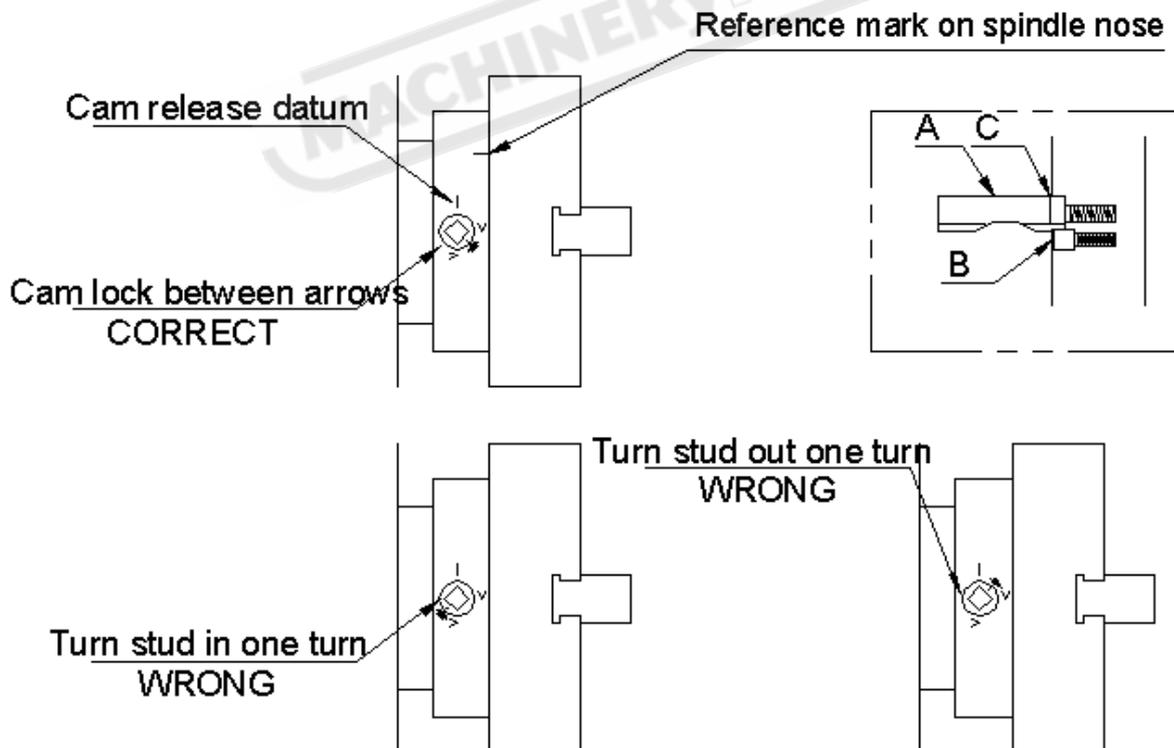 Reference mark on spindle nose
MACHINERY
Cam release datum
A C
B
Cam lock between arrows
CORRECT
Turn stud out one turn
WRONG
Turn stud in one turn
WRONG